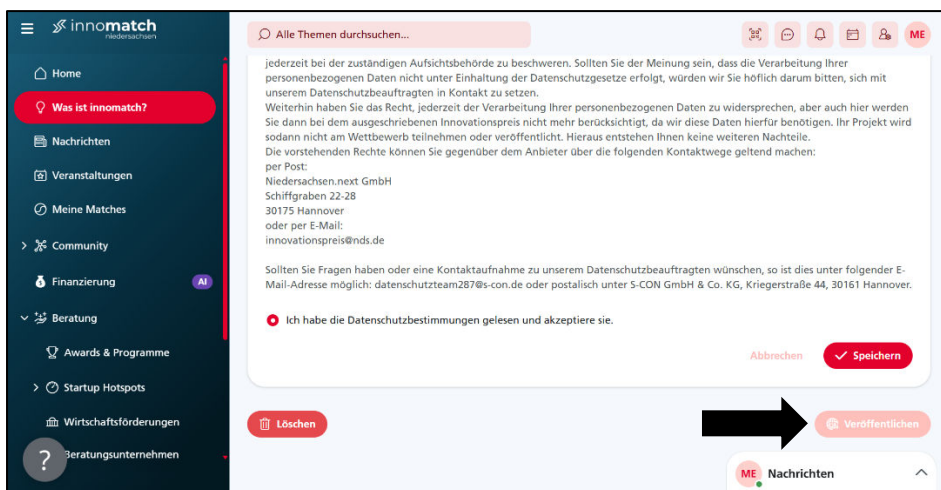 innomatch
niedersachsen
Home
Was ist innomatch?
Nachrichten
Veranstaltungen
Meine Matches
Community
Finanzierung
AI
Beratung
Awards & Programme
Startup Hotspots
Wirtschaftsförderungen
Beratungsunternehmen
?
Alle Themen durchsuchen...
ME
jederzeit bei der zuständigen Aufsichtsbehörde zu beschweren. Sollten Sie der Meinung sein, dass die Verarbeitung Ihrer
personenbezogenen Daten nicht unter Einhaltung der Datenschutzgesetze erfolgt, würden wir Sie höflich darum bitten, sich mit
unserem Datenschutzbeauftragten in Kontakt zu setzen.
Weiterhin haben Sie das Recht, jederzeit der Verarbeitung Ihrer personenbezogenen Daten zu widersprechen, aber auch hier werden
Sie dann bei dem ausgeschriebenen Innovationspreis nicht mehr berücksichtigt, da wir diese Daten hierfür benötigen. Ihr Projekt wird
sodann nicht am Wettbewerb teilnehmen oder veröffentlicht. Hieraus entstehen Ihnen keine weiteren Nachteile.
Die vorstehenden Rechte können Sie gegenüber dem Anbieter über die folgenden Kontaktwege geltend machen:
per Post:
Niedersachsen.next GmbH
Schiffgraben 22-28
30175 Hannover
oder per E-Mail:
innovationspreis@nds.de
Sollten Sie Fragen haben oder eine Kontaktaufnahme zu unserem Datenschutzbeauftragten wünschen, so ist dies unter folgender E-
Mail-Adresse möglich: datenschutzteam287@s-con.de oder postalisch unter S-CON GmbH & Co. KG, Kriegerstraße 44, 30161 Hannover.
Ich habe die Datenschutzbestimmungen gelesen und akzeptiere sie.
Abbrechen
Speichern
Löschen
Veröffentlichen
ME Nachrichten